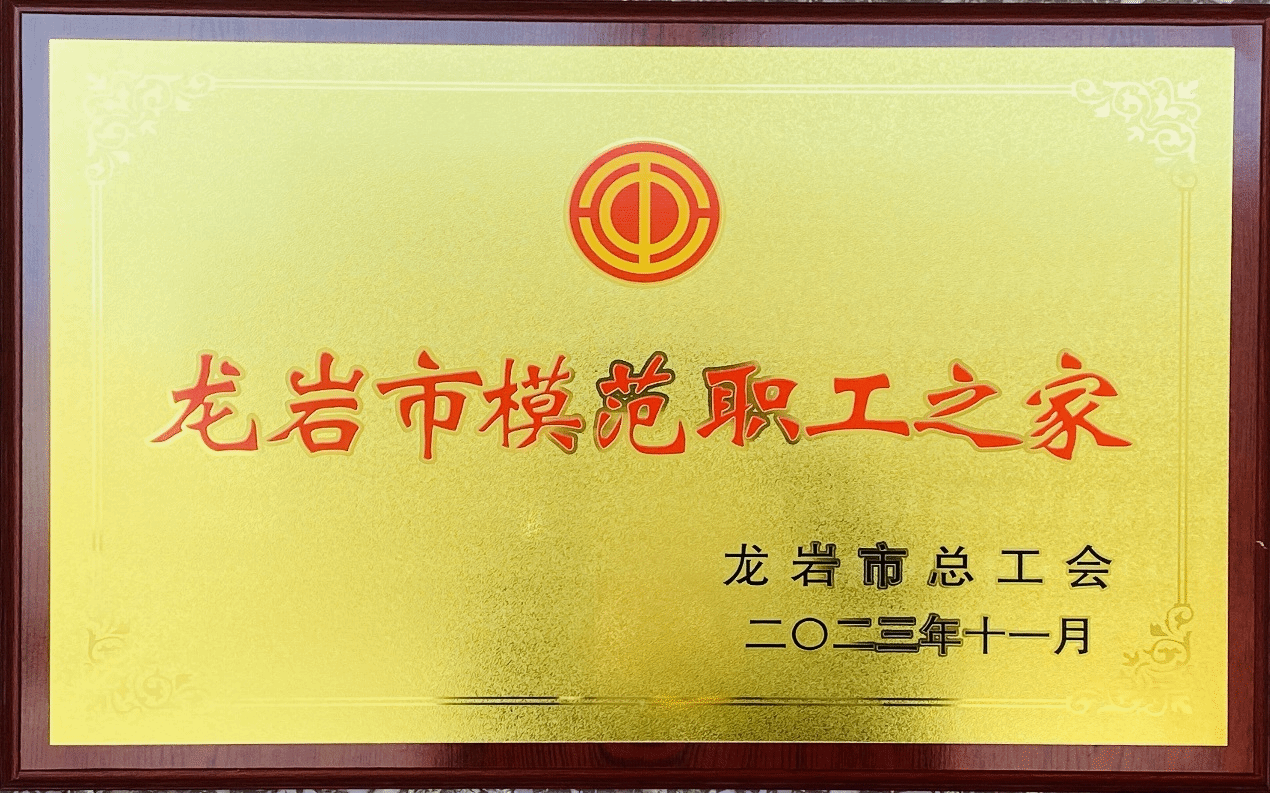 龙岩市模范职工之家
龙岩市总工会
二〇二三年十一月